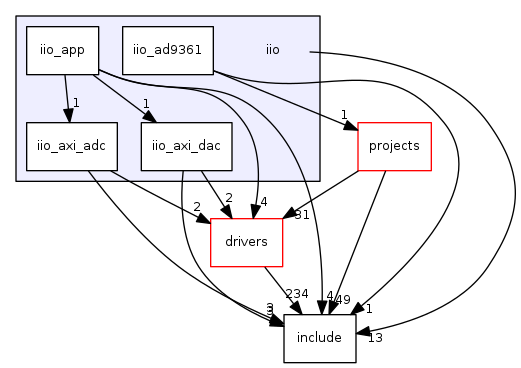 iio_app
iio_ad9361
iio
1
1
1
iio_axi_adc
iio_axi_dac
projects
2
2
4
31
drivers
234
4
49
1
3
13
include